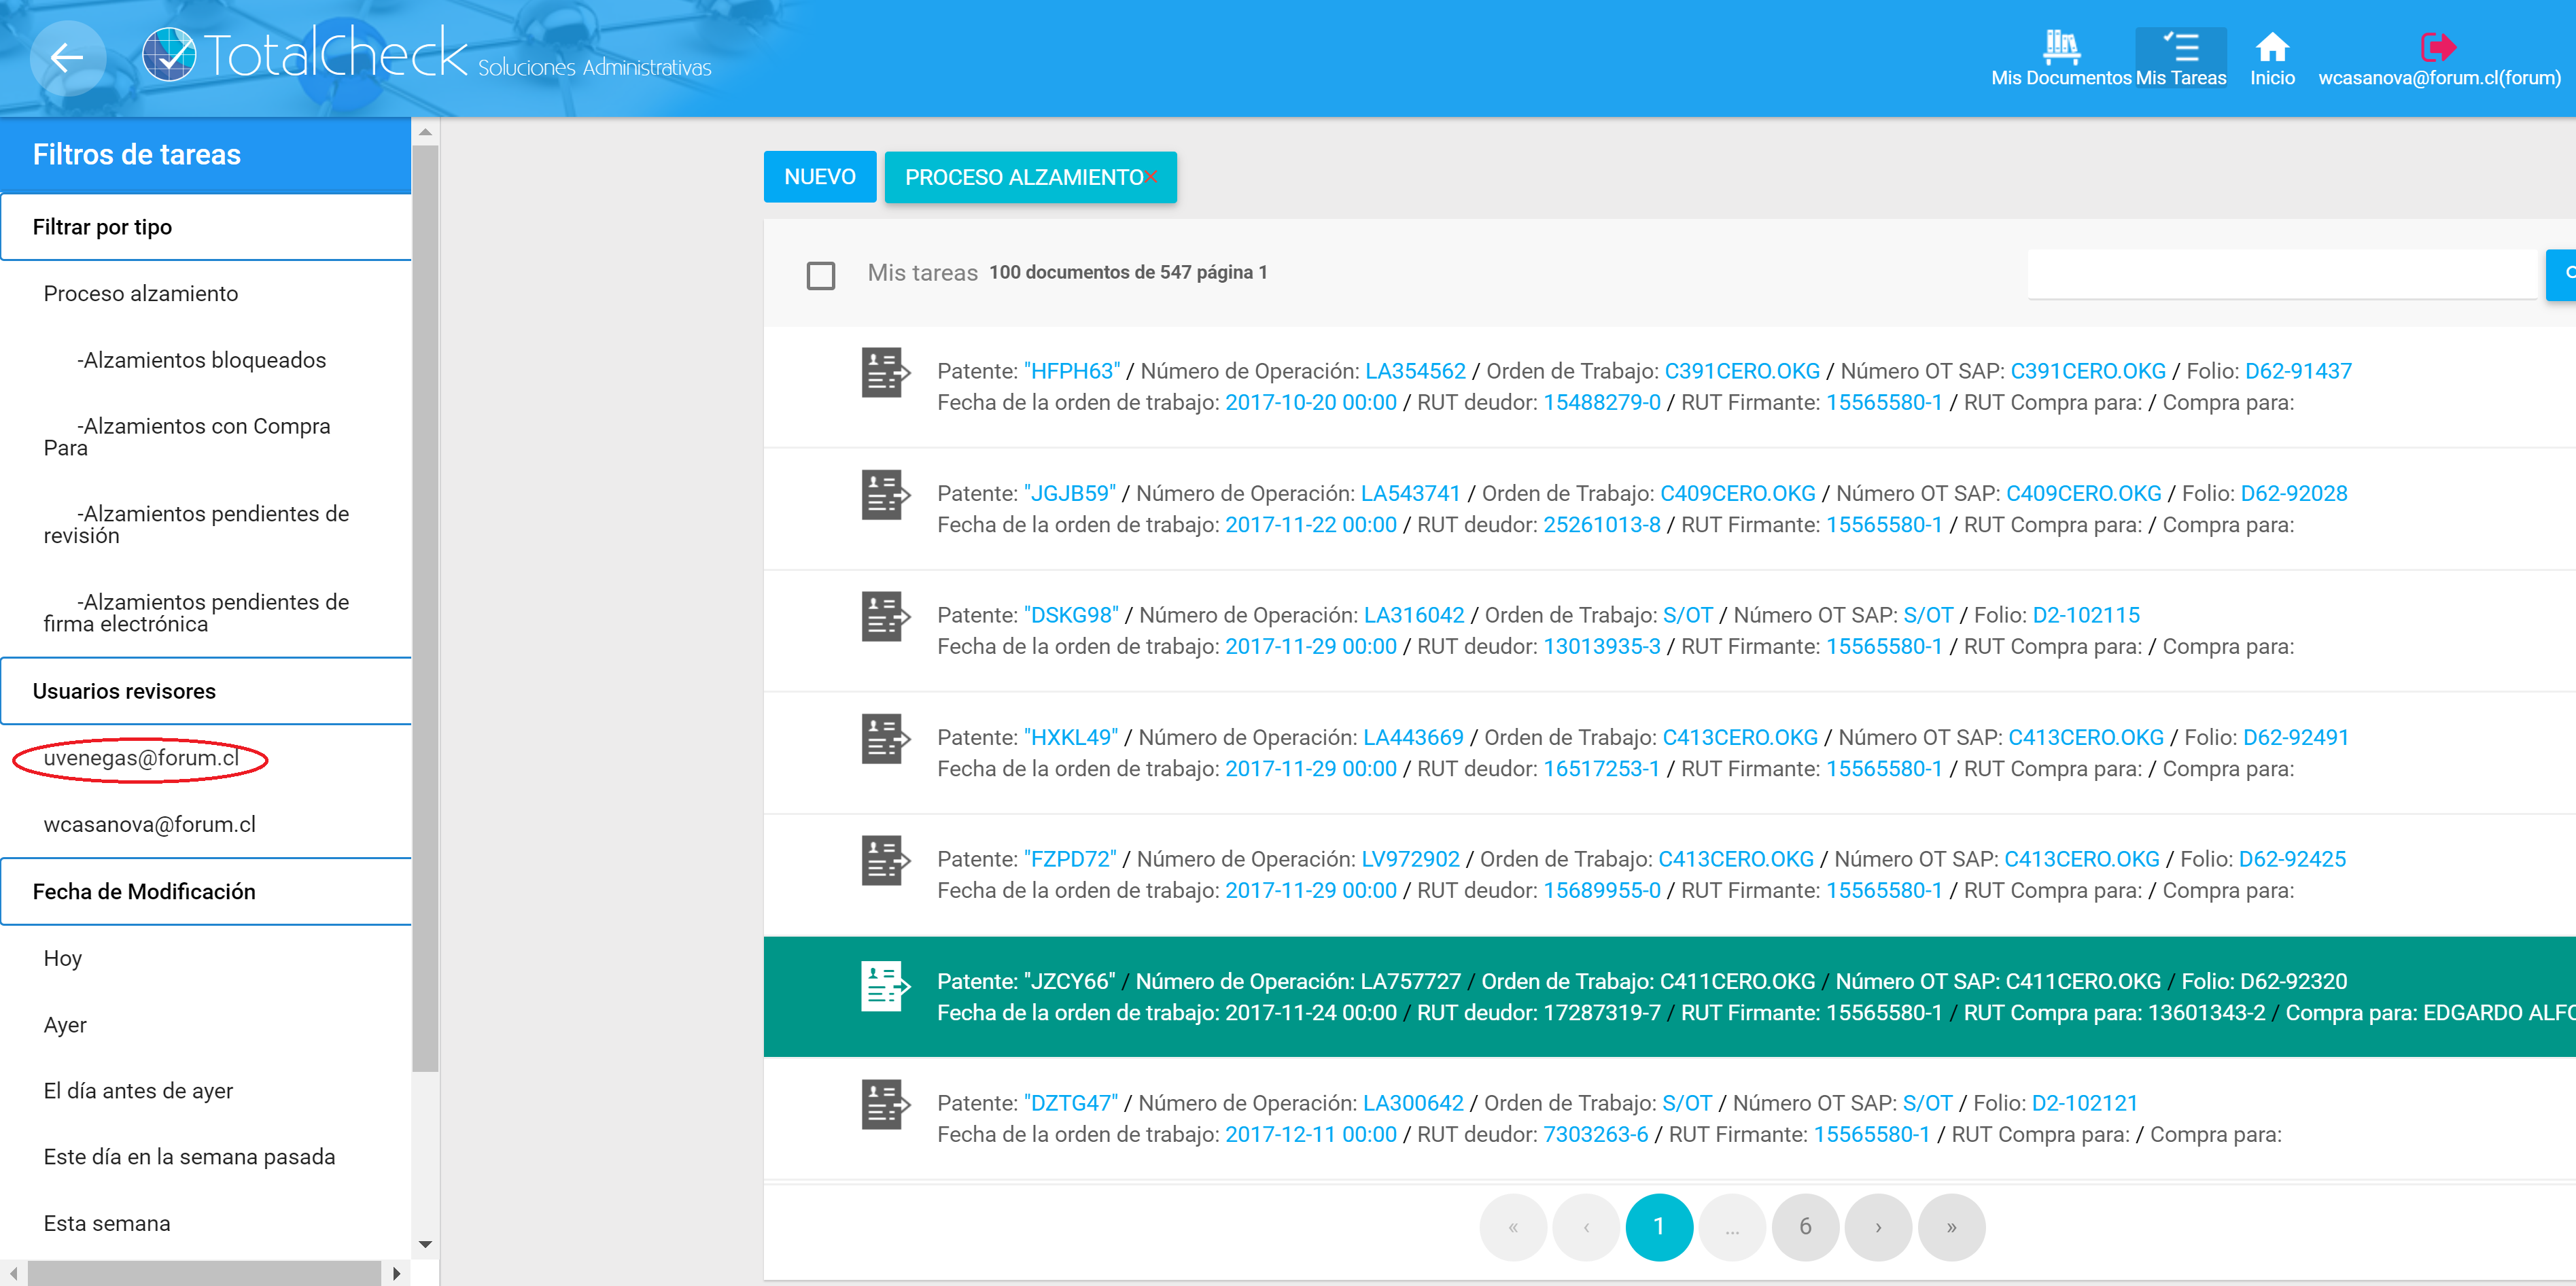 TotalCheck Soluciones Administrativas
Mis Documentos
Mis Tareas
Inicio
wcasanova@forum.cl(forum)
Filtros de tareas
Filtrar por tipo
Proceso alzamiento
-Alzamientos bloqueados
-Alzamientos con Compra
Para
-Alzamientos pendientes de
revisión
-Alzamientos pendientes de
firma electrónica
Usuarios revisores
uvenegas@forum.cl
wcasanova@forum.cl
Fecha de Modificación
Hoy
Ayer
El día antes de ayer
Este día en la semana pasada
Esta semana
NUEVO
PROCESO ALZAMIENTO×
Mis tareas 100 documentos de 547 página 1
Patente: "HFPH63" / Número de Operación: LA354562 / Orden de Trabajo: C391CERO.OKG / Número OT SAP: C391CERO.OKG / Folio: D62-91437
Fecha de la orden de trabajo: 2017-10-20 00:00 / RUT deudor: 15488279-0 / RUT Firmante: 15565580-1 / RUT Compra para: / Compra para:
Patente: "JGJB59" / Número de Operación: LA543741 / Orden de Trabajo: C409CERO.OKG / Número OT SAP: C409CERO.OKG / Folio: D62-92028
Fecha de la orden de trabajo: 2017-11-22 00:00 / RUT deudor: 25261013-8 / RUT Firmante: 15565580-1 / RUT Compra para: / Compra para:
Patente: "DSKG98" / Número de Operación: LA316042 / Orden de Trabajo: S/OT / Número OT SAP: S/OT / Folio: D2-102115
Fecha de la orden de trabajo: 2017-11-29 00:00 / RUT deudor: 13013935-3 / RUT Firmante: 15565580-1 / RUT Compra para: / Compra para:
Patente: "HXKL49" / Número de Operación: LA443669 / Orden de Trabajo: C413CERO.OKG / Número OT SAP: C413CERO.OKG / Folio: D62-92491
Fecha de la orden de trabajo: 2017-11-29 00:00 / RUT deudor: 16517253-1 / RUT Firmante: 15565580-1 / RUT Compra para: / Compra para:
Patente: "FZPD72" / Número de Operación: LV972902 / Orden de Trabajo: C413CERO.OKG / Número OT SAP: C413CERO.OKG / Folio: D62-92425
Fecha de la orden de trabajo: 2017-11-29 00:00 / RUT deudor: 15689955-0 / RUT Firmante: 15565580-1 / RUT Compra para: / Compra para:
Patente: "JZCY66" / Número de Operación: LA757727 / Orden de Trabajo: C411CERO.OKG / Número OT SAP: C411CERO.OKG / Folio: D62-92320
Fecha de la orden de trabajo: 2017-11-24 00:00 / RUT deudor: 17287319-7 / RUT Firmante: 15565580-1 / RUT Compra para: 13601343-2 / Compra para: EDGARDO
Patente: "DZTG47" / Número de Operación: LA300642 / Orden de Trabajo: S/OT / Número OT SAP: S/OT / Folio: D2-102121
Fecha de la orden de trabajo: 2017-12-11 00:00 / RUT deudor: 7303263-6 / RUT Firmante: 15565580-1 / RUT Compra para: / Compra para:
« ‹ 1 ... 6 › »